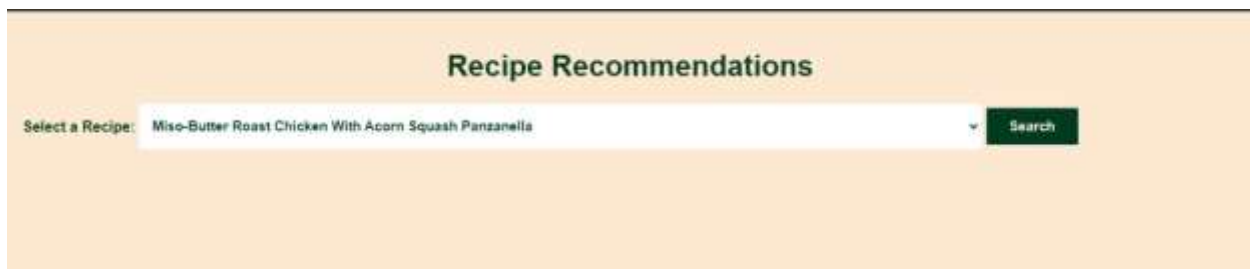 Recipe Recommendations
Select a Recipe: Miso-Butter Roast Chicken With Acorn Squash Panzanella Search